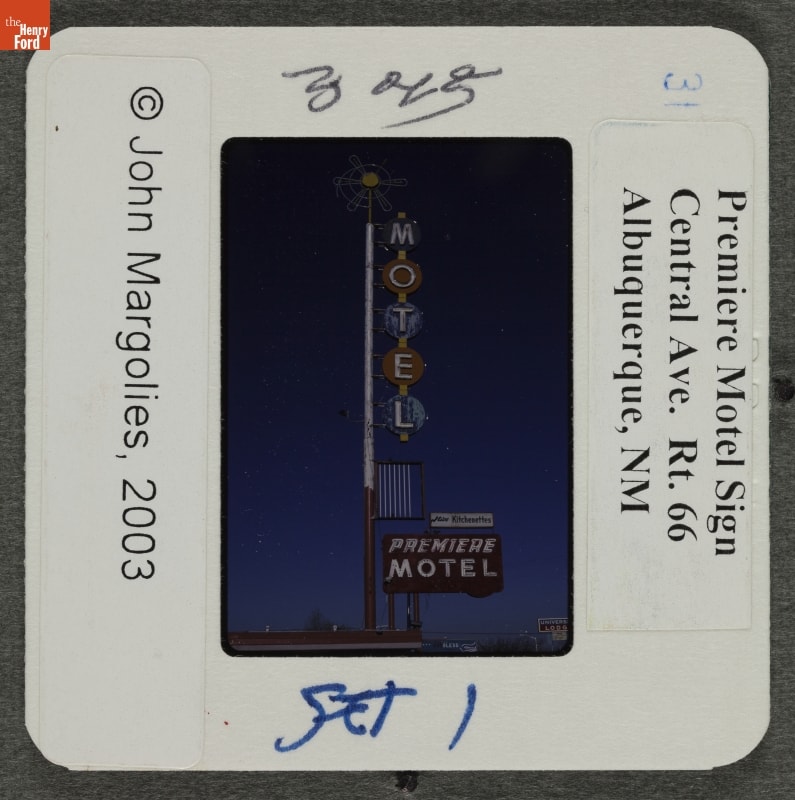 the
Henry
Ford
© John Margolies, 2003
31
Premiere Motel Sign
Central Ave. Rt. 66
Albuquerque, NM
MOTEL
Kitchenettes
PREMIERE
MOTEL
SET 1